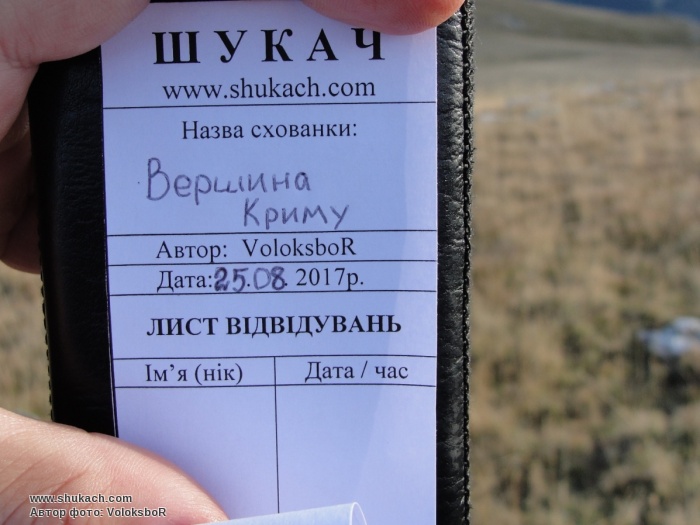 ШУКАЧ
www.shukach.com
Назва схованки:
Вершина
Криму
Автор: VoloksboR
Дата: 25.08. 2017р.
ЛИСТ ВІДВІДУВАНЬ
Ім’я (нік) Дата / час
www.shukach.com
Автор фото: VoloksboR